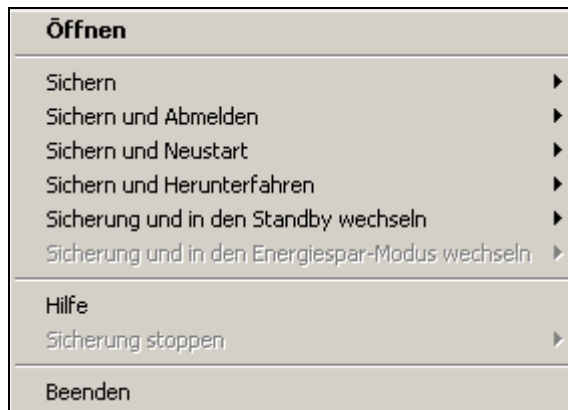 Öffnen
Sichern
Sichern und Abmelden
Sichern und Neustart
Sichern und Herunterfahren
Sicherung und in den Standby wechseln
Sicherung und in den Energiespar-Modus wechseln
Hilfe
Sicherung stoppen
Beenden